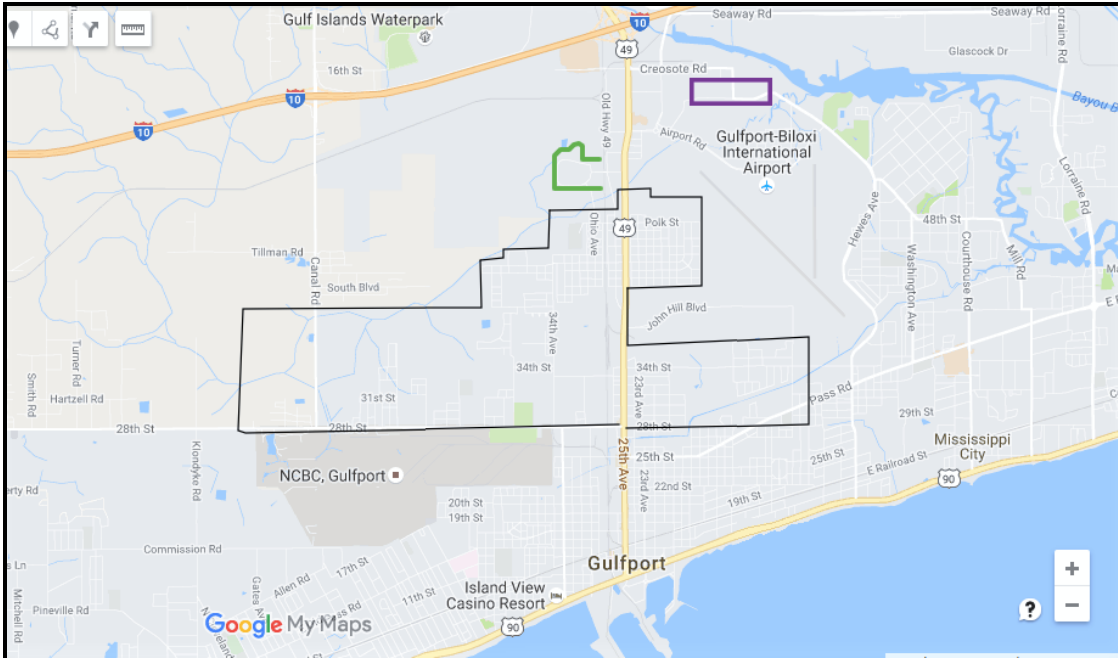 Gulf Islands Waterpark
Seaway Rd
Seaway Rd
Lorraine Rd
10
49
Glascock Dr
16th St
Creosote Rd
10
Old Hwy 49
10
Airport Rd
Gulfport-Biloxi
International
Airport
Lorraine Rd
Polk St
49
Ohio Ave
48th St
Hewes Ave
Washington Ave
Courthouse Rd
Mill Rd
Tillman Rd
Canal Rd
South Blvd
John Hill Blvd
34th Ave
Turner Rd
Smith Rd
34th St
34th St
23rd Ave
Hartzell Rd
31st St
Pass Rd
28th St
28th St
28th St
29th St
Klondyke Rd
25th Ave
25th St
25th St
Mississippi
City
E Railroad St
90
NCBC, Gulfport
22nd St
23rd Ave
19th St
20th St
19th St
Commission Rd
Gulfport
17th St
Allen Rd
11th St
Island View
Casino Resort
Mitchell Rd
Pineville Rd
90
Google My Maps
+
?
−